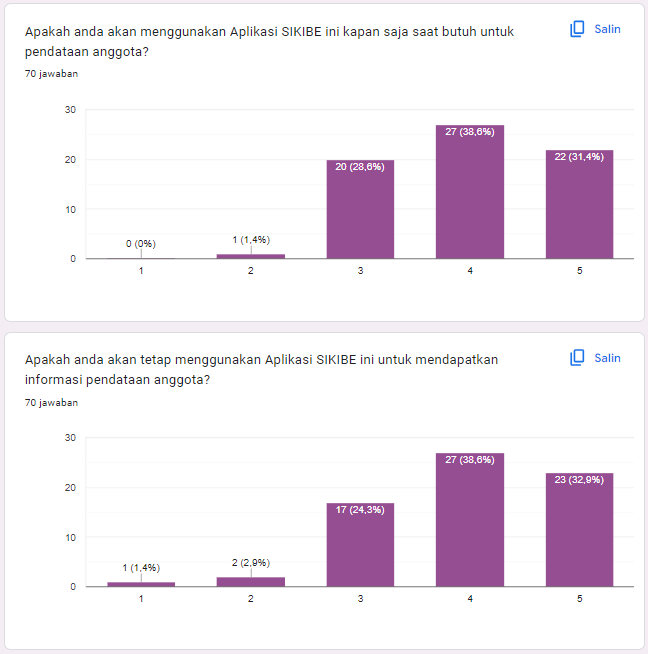 Apakah anda akan menggunakan Aplikasi SIKIBE ini kapan saja saat butuh untuk
pendataan anggota?
Salin
70 jawaban
30
20
10
0
0 (0%)
1 (1,4%)
20 (28,6%)
27 (38,6%)
22 (31,4%)
1 2 3 4 5
Apakah anda akan tetap menggunakan Aplikasi SIKIBE ini untuk mendapatkan
informasi pendataan anggota?
Salin
70 jawaban
30
20
10
0
1 (1,4%)
2 (2,9%)
17 (24,3%)
27 (38,6%)
23 (32,9%)
1 2 3 4 5